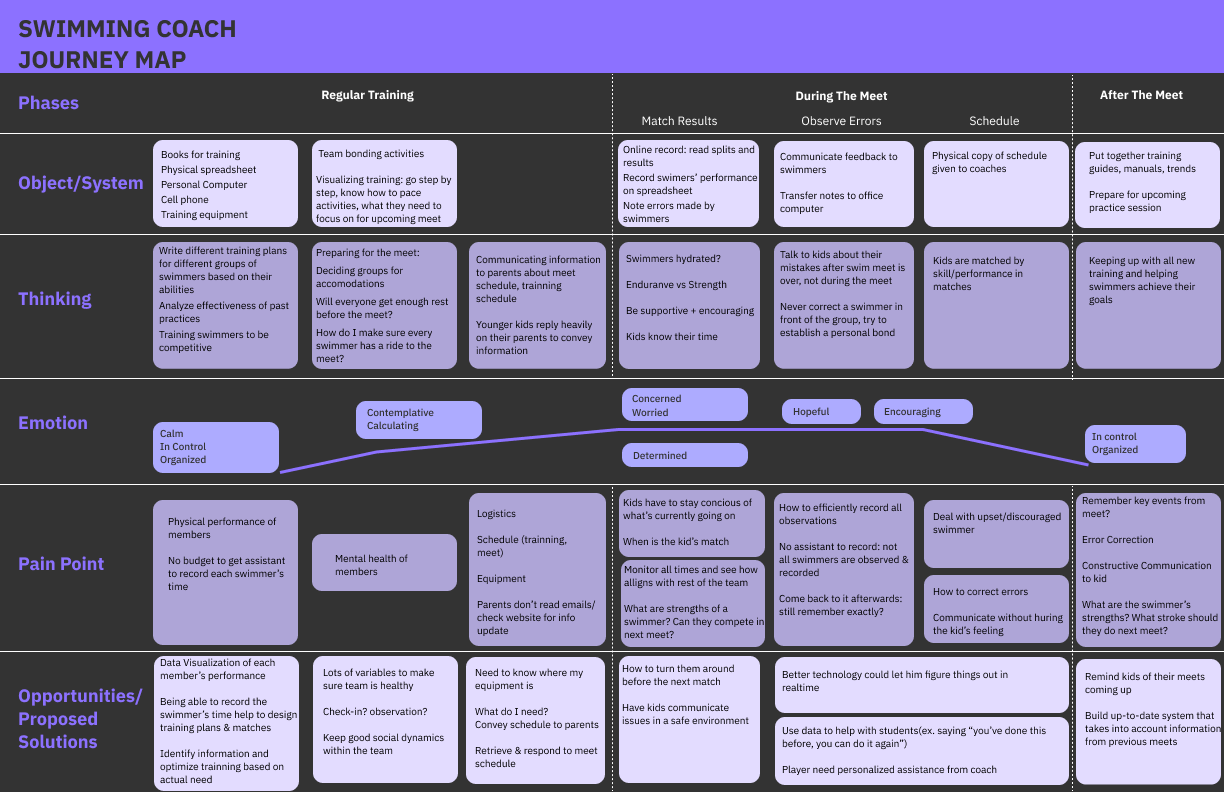 SWIMMING COACH
JOURNEY MAP
Phases
Regular Training
During The Meet
After The Meet
Match Results
Observe Errors
Schedule
Object/System
Books for training
Physical spreadsheet
Personal Computer
Cell phone
Training equipment
Team bonding activities
Visualizing training: go step by
step, know how to pace
activities, what they need to
focus on for upcoming meet
Online record: read splits and
results
Record swimers’ performance
on spreadsheet
Note errors made by
swimmers
Communicate feedback to
swimmers
Transfer notes to office
computer
Physical copy of schedule
given to coaches
Put together training
guides, manuals, trends
Prepare for upcoming
practice session
Thinking
Write different training plans
for different groups of
swimmers based on their
abilities
Analyze effectiveness of past
practices
Training swimmers to be
competitive
Preparing for the meet:
Deciding groups for
accomodations
Will everyone get enough rest
before the meet?
How do I make sure every
swimmer has a ride to the
meet?
Communicating information
to parents about meet
schedule, trainning
schedule
Younger kids reply heavily
on their parents to convey
information
Swimmers hydrated?
Enduranve vs Strength
Be supportive + encouraging
Kids know their time
Talk to kids about their
mistakes after swim meet is
over, not during the meet
Never correct a swimmer in
front of the group, try to
establish a personal bond
Kids are matched by
skill/performance in
matches
Keeping up with all new
training and helping
swimmers achieve their
goals
Emotion
Calm
In Control
Organized
Contemplative
Calculating
Concerned
Worried
Determined
Hopeful
Encouraging
In control
Organized
Pain Point
Physical performance of
members
No budget to get assistant
to record each swimmer’s
time
Mental health of
members
Logistics
Schedule (trainning,
meet)
Equipment
Parents don’t read emails/
check website for info
update
Kids have to stay concious of
what’s currently going on
When is the kid’s match
Monitor all times and see how
alligns with rest of the team
What are strengths of a
swimmer? Can they compete in
next meet?
How to efficiently record all
observations
No assistant to record: not
all swimmers are observed &
recorded
Come back to it afterwards:
still remember exactly?
Deal with upset/discouraged
swimmer
How to correct errors
Communicate without huring
the kid’s feeling
Remember key events from
meet?
Error Correction
Constructive Communication
to kid
What are the swimmer’s
strengths? What stroke should
they do next meet?
Opportunities/
Proposed
Solutions
Data Visualization of each
member’s performance
Being able to record the
swimmer’s time help to design
training plans & matches
Identify information and
optimize trainning based on
actual need
Lots of variables to make
sure team is healthy
Check-in? observation?
Keep good social dynamics
within the team
Need to know where my
equipment is
What do I need?
Convey schedule to parents
Retrieve & respond to meet
schedule
How to turn them around
before the next match
Have kids communicate
issues in a safe environment
Better technology could let him figure things out in
realtime
Use data to help with students(ex. saying “you’ve done this
before, you can do it again”)
Player need personalized assistance from coach
Remind kids of their meets
coming up
Build up-to-date system that
takes into account information
from previous meets